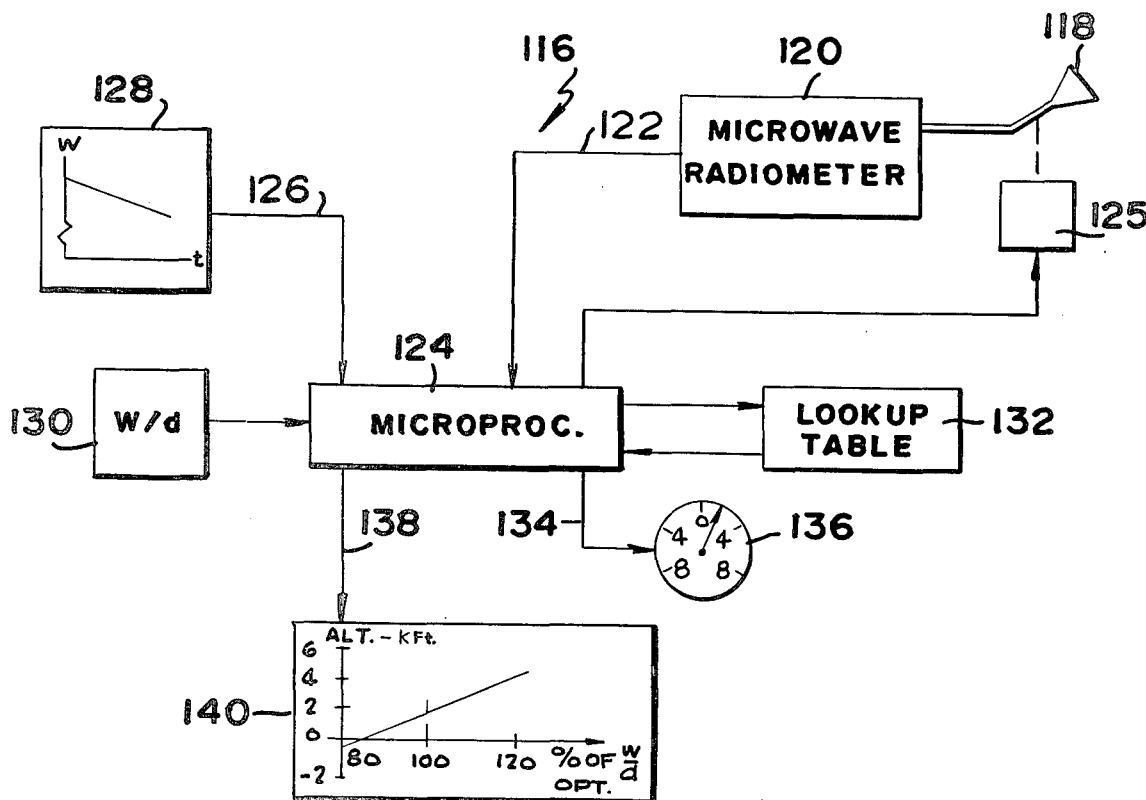 118
116
120
128
MICROWAVE
RADIOMETER
122
W
126
125
t
124
130
W/d
MICROPROC.
LOOKUP
TABLE
132
138
134
0
4 4
8 8
136
ALT. - KFt.
6
4
2
0
-2
140
80 100 120 % OF W/d
OPT.